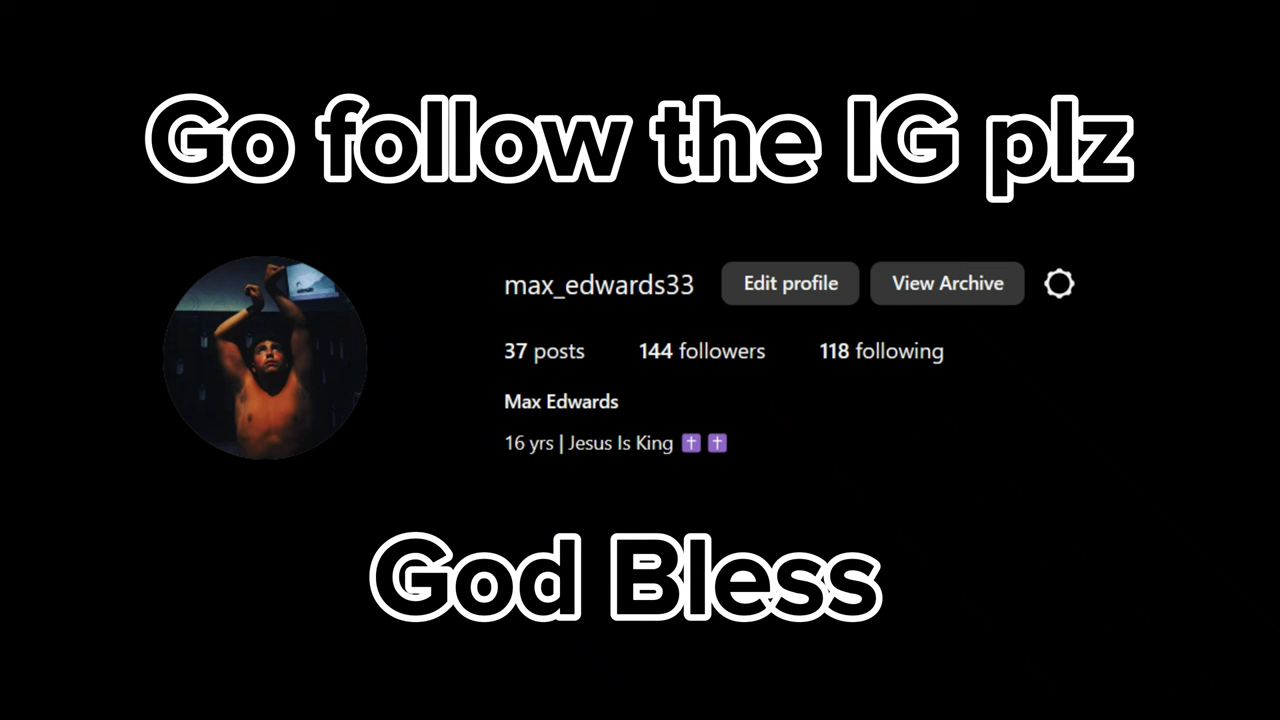 Go follow the IG plz
max_edwards33 Edit profile View Archive
37 posts 144 followers 118 following
Max Edwards
16 yrs | Jesus Is King ✝️ ✝️
God Bless